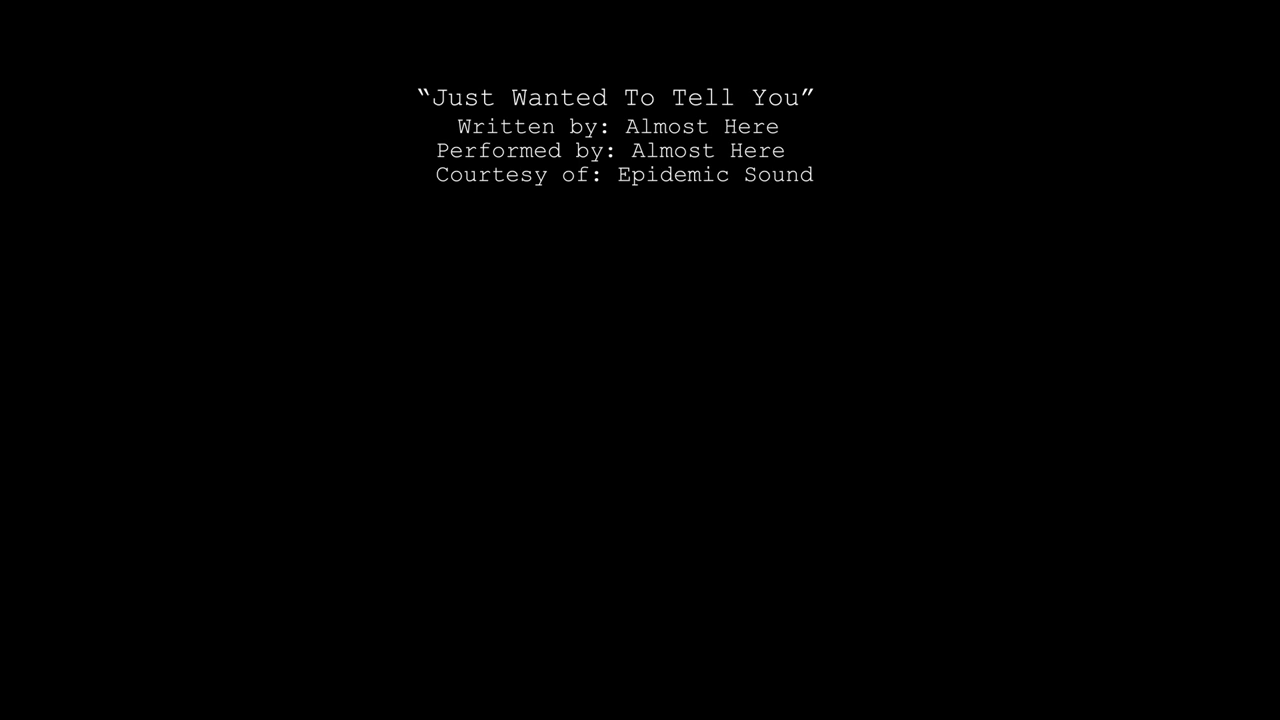 “Just Wanted To Tell You”
Written by: Almost Here
Performed by: Almost Here
Courtesy of: Epidemic Sound